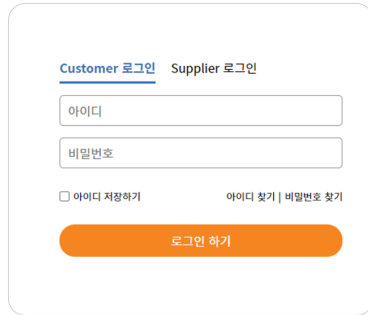 Customer 로그인 Supplier 로그인
아이디
비밀번호
아이디 저장하기 아이디 찾기 | 비밀번호 찾기
로그인 하기